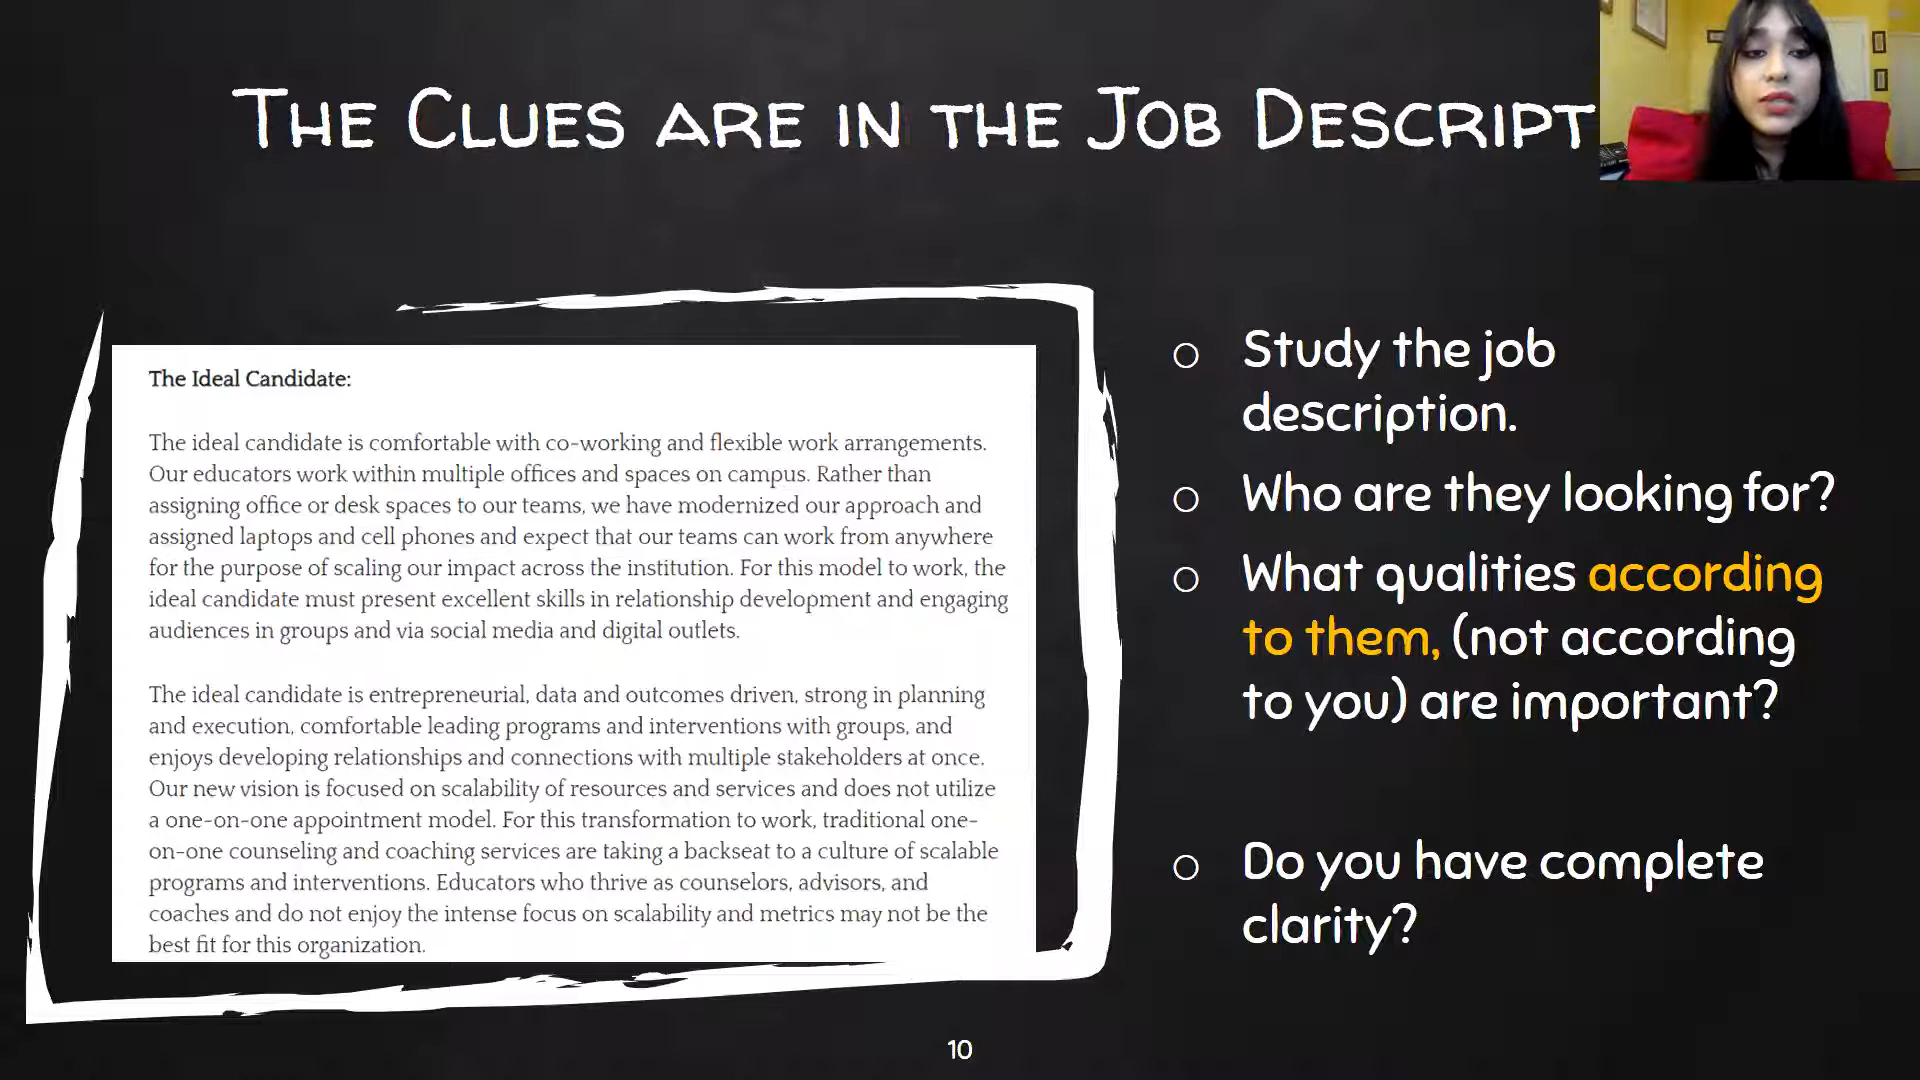 The Clues are in the Job Descript
The Ideal Candidate:
The ideal candidate is comfortable with co-working and flexible work arrangements.
Our educators work within multiple offices and spaces on campus. Rather than
assigning office or desk spaces to our teams, we have modernized our approach and
assigned laptops and cell phones and expect that our teams can work from anywhere
for the purpose of scaling our impact across the institution. For this model to work, the
ideal candidate must present excellent skills in relationship development and engaging
audiences in groups and via social media and digital outlets.
The ideal candidate is entrepreneurial, data and outcomes driven, strong in planning
and execution, comfortable leading programs and interventions with groups, and
enjoys developing relationships and connections with multiple stakeholders at once.
Our new vision is focused on scalability of resources and services and does not utilize
a one-on-one appointment model. For this transformation to work, traditional one-
on-one counseling and coaching services are taking a backseat to a culture of scalable
programs and interventions. Educators who thrive as counselors, advisors, and
coaches and do not enjoy the intense focus on scalability and metrics may not be the
best fit for this organization.
Study the job
description.
Who are they looking for?
What qualities according
to them, (not according
to you) are important?
Do you have complete
clarity?
10